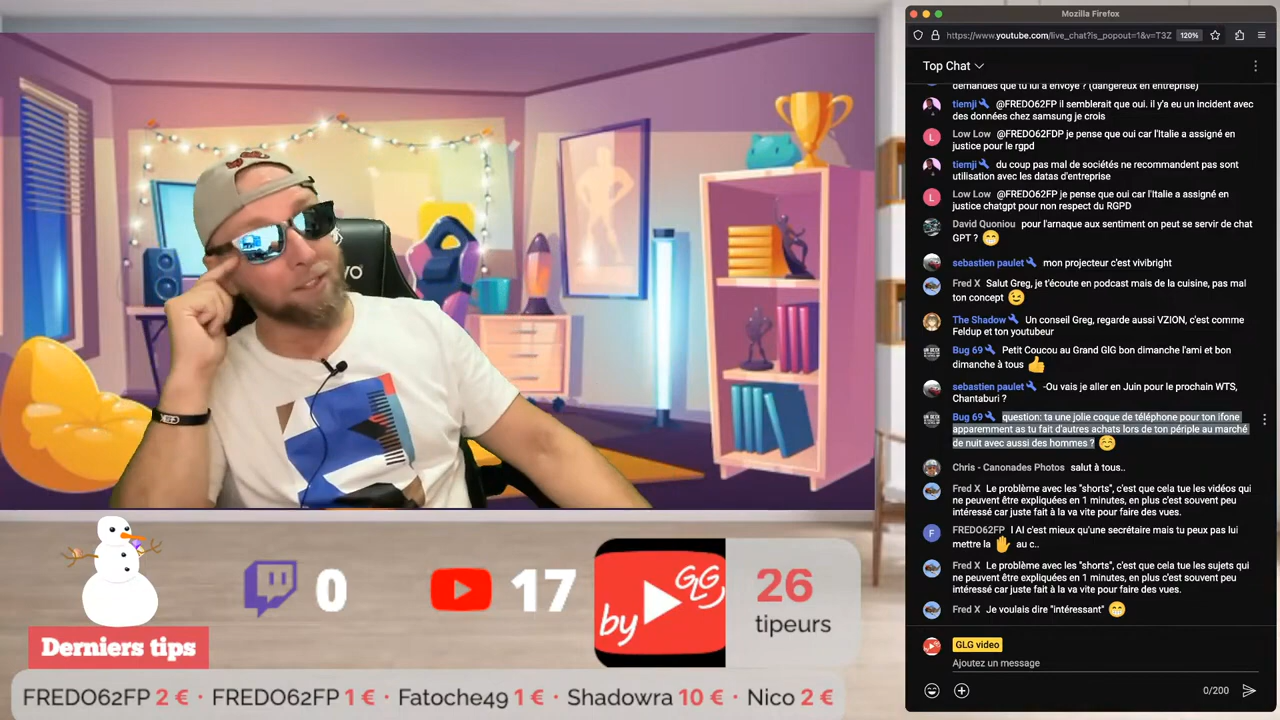 Mozilla Firefox
https://www.youtube.com/live_chat?is_popout=1&v=T3Z
120%
Top Chat
demandes que tu lui a envoyé ? (dangereux en entreprise)
tiemji @FREDO62FP il semblerait que oui. il y'a eu un incident avec
des données chez samsung je crois
L
Low Low @FREDO62FDP je pense que oui car l'Italie a assigné en
justice pour le rgpd
tiemji du coup pas mal de sociétés ne recommandent pas son
utilisation avec les datas d'entreprise
L
Low Low @FREDO62FP je pense que oui car l'Italie a assigné en
justice chatgpt pour non respect du RGPD
David Quoniou pour l'arnaque aux sentiment on peut se servir de chat
GPT ? 😁
sebastien paulet mon projecteur c'est vivibright
Fred X Salut Greg, je t'écoute en podcast mais de la cuisine, pas mal
ton concept 😉
The Shadow Un conseil Greg, regarde aussi VZION, c'est comme
Feldup et ton youtubeur
Bug 69 Petit Coucou au Grand GlG bon dimanche l'ami et bon
dimanche à tous 👍
sebastien paulet -Ou vais je aller en Juin pour le prochain WTS,
Chantaburi ?
Bug 69 question: ta une jolie coque de téléphone pour ton ifone
apparemment as tu fait d'autres achats lors de ton périple au marché
de nuit avec aussi des hommes ? ☺️
Chris - Canonades Photos salut à tous..
Fred X Le problème avec les "shorts", c'est que cela tue les vidéos qui
ne peuvent être expliquées en 1 minutes, en plus c'est souvent peu
intéressé car juste fait à la va vite pour faire des vues.
F
FREDO62FP l AI c'est mieux qu'une secrétaire mais tu peux pas lui
mettre la ✋ au c..
Fred X Le problème avec les "shorts", c'est que cela tue les sujets qui
ne peuvent être expliquées en 1 minutes, en plus c'est souvent peu
intéressé car juste fait à la va vite pour faire des vues.
Fred X Je voulais dire "intéressant" 😁
GLG video
Ajoutez un message
0/200
0
17
by GLG
26
tipeurs
Derniers tips
FREDO62FP 2 € · FREDO62FP 1 € · Fatoche49 1 € · Shadowra 10 € · Nico 2 €